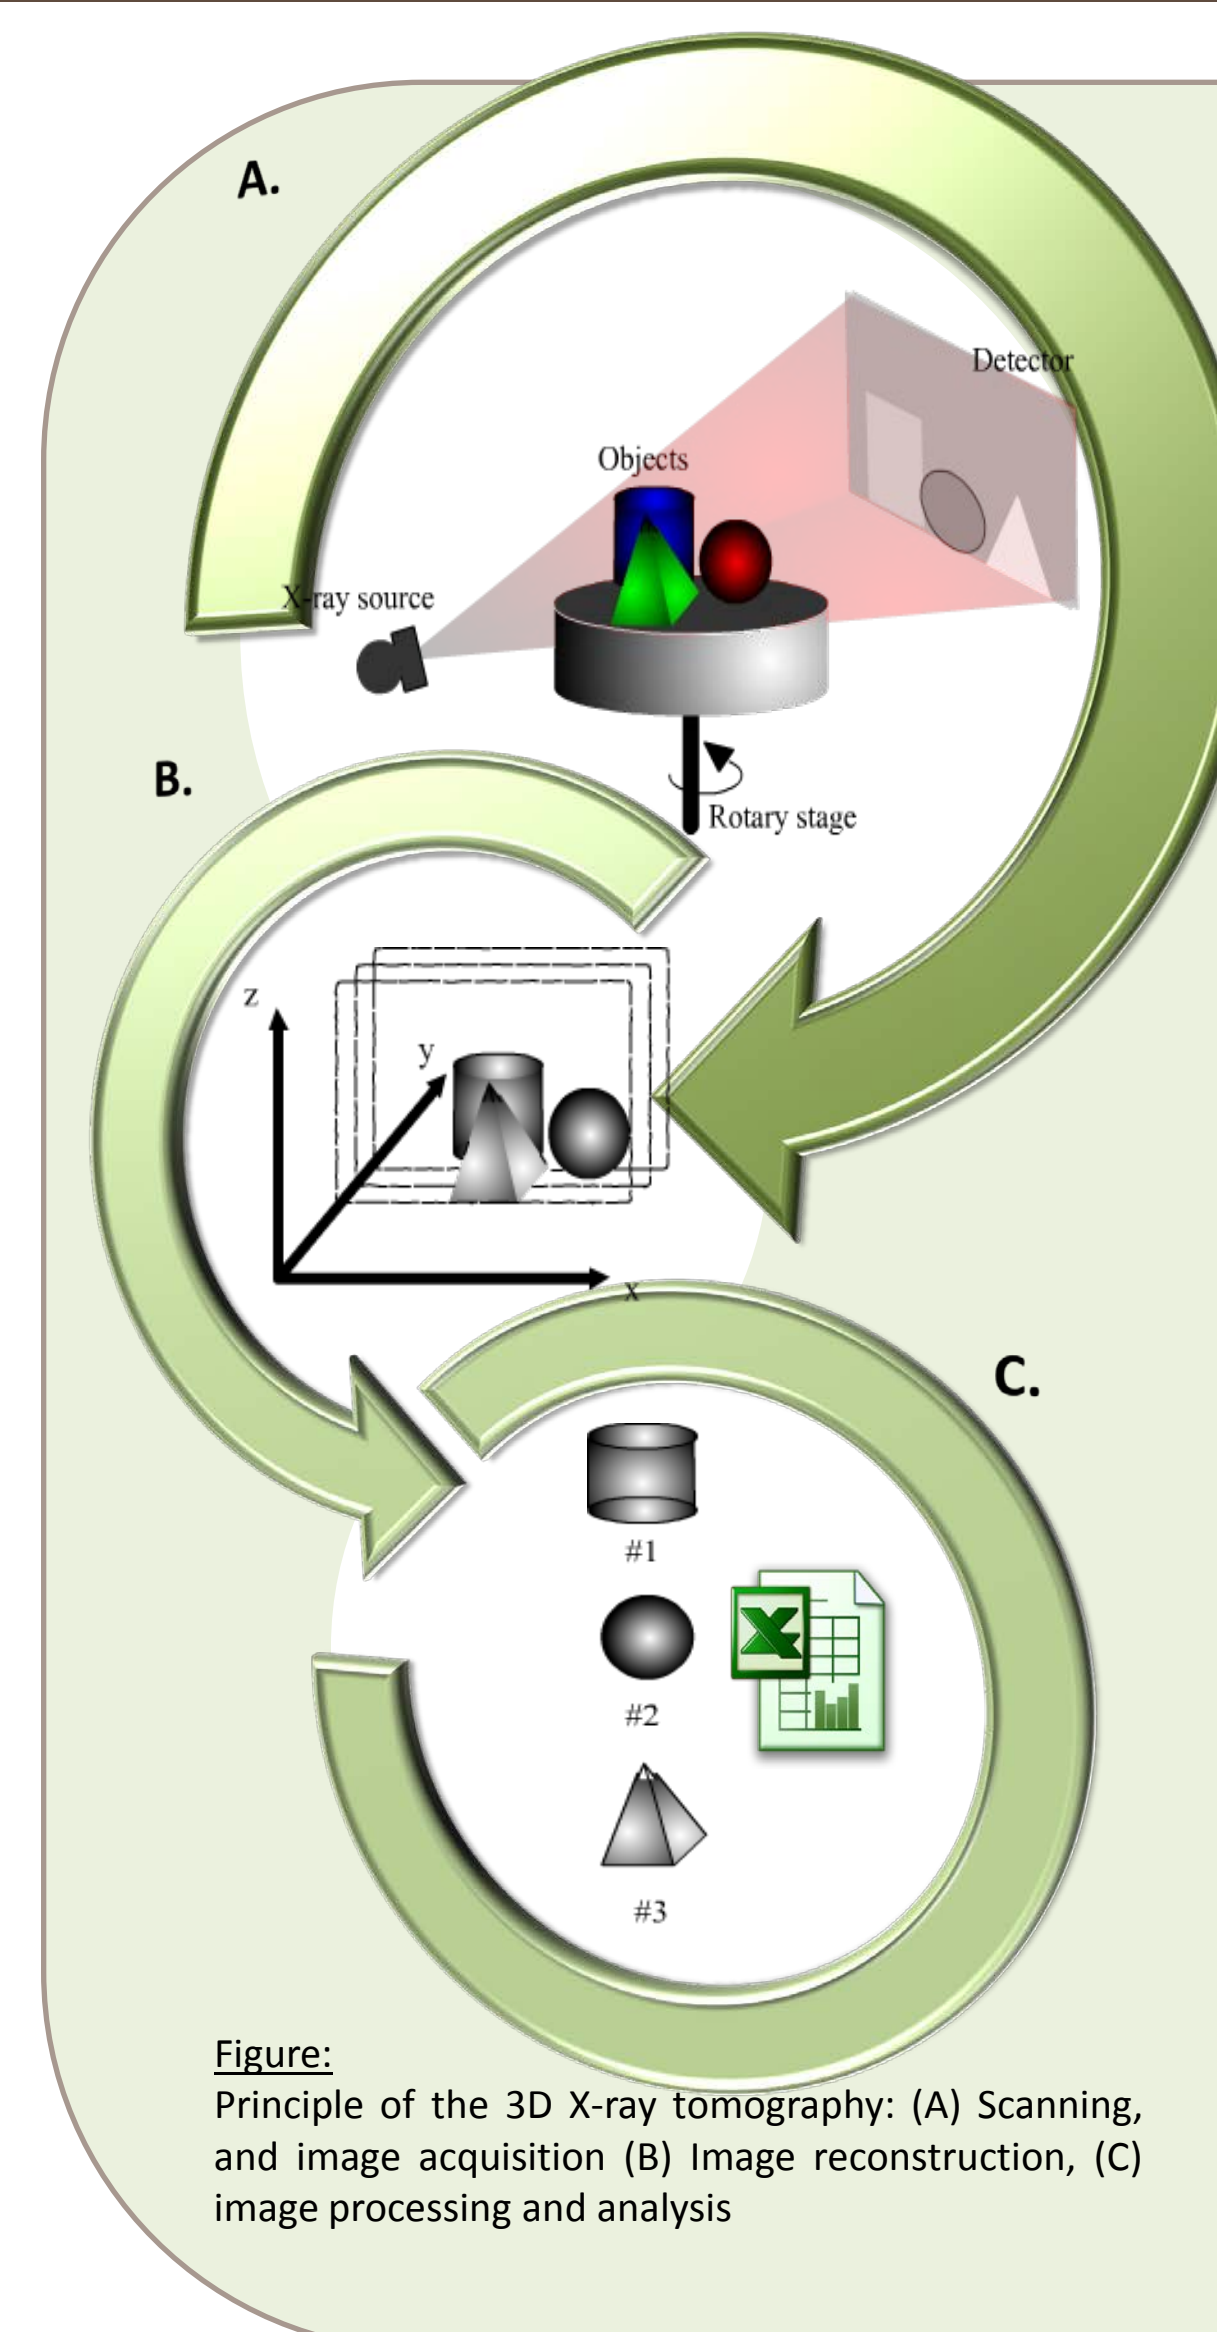 A.
Detector
Objects
X-ray source
Rotary stage
B.
z
y
x
C.
#1
#2
#3
Figure:
Principle of the 3D X-ray tomography: (A) Scanning,
and image acquisition (B) Image reconstruction, (C)
image processing and analysis